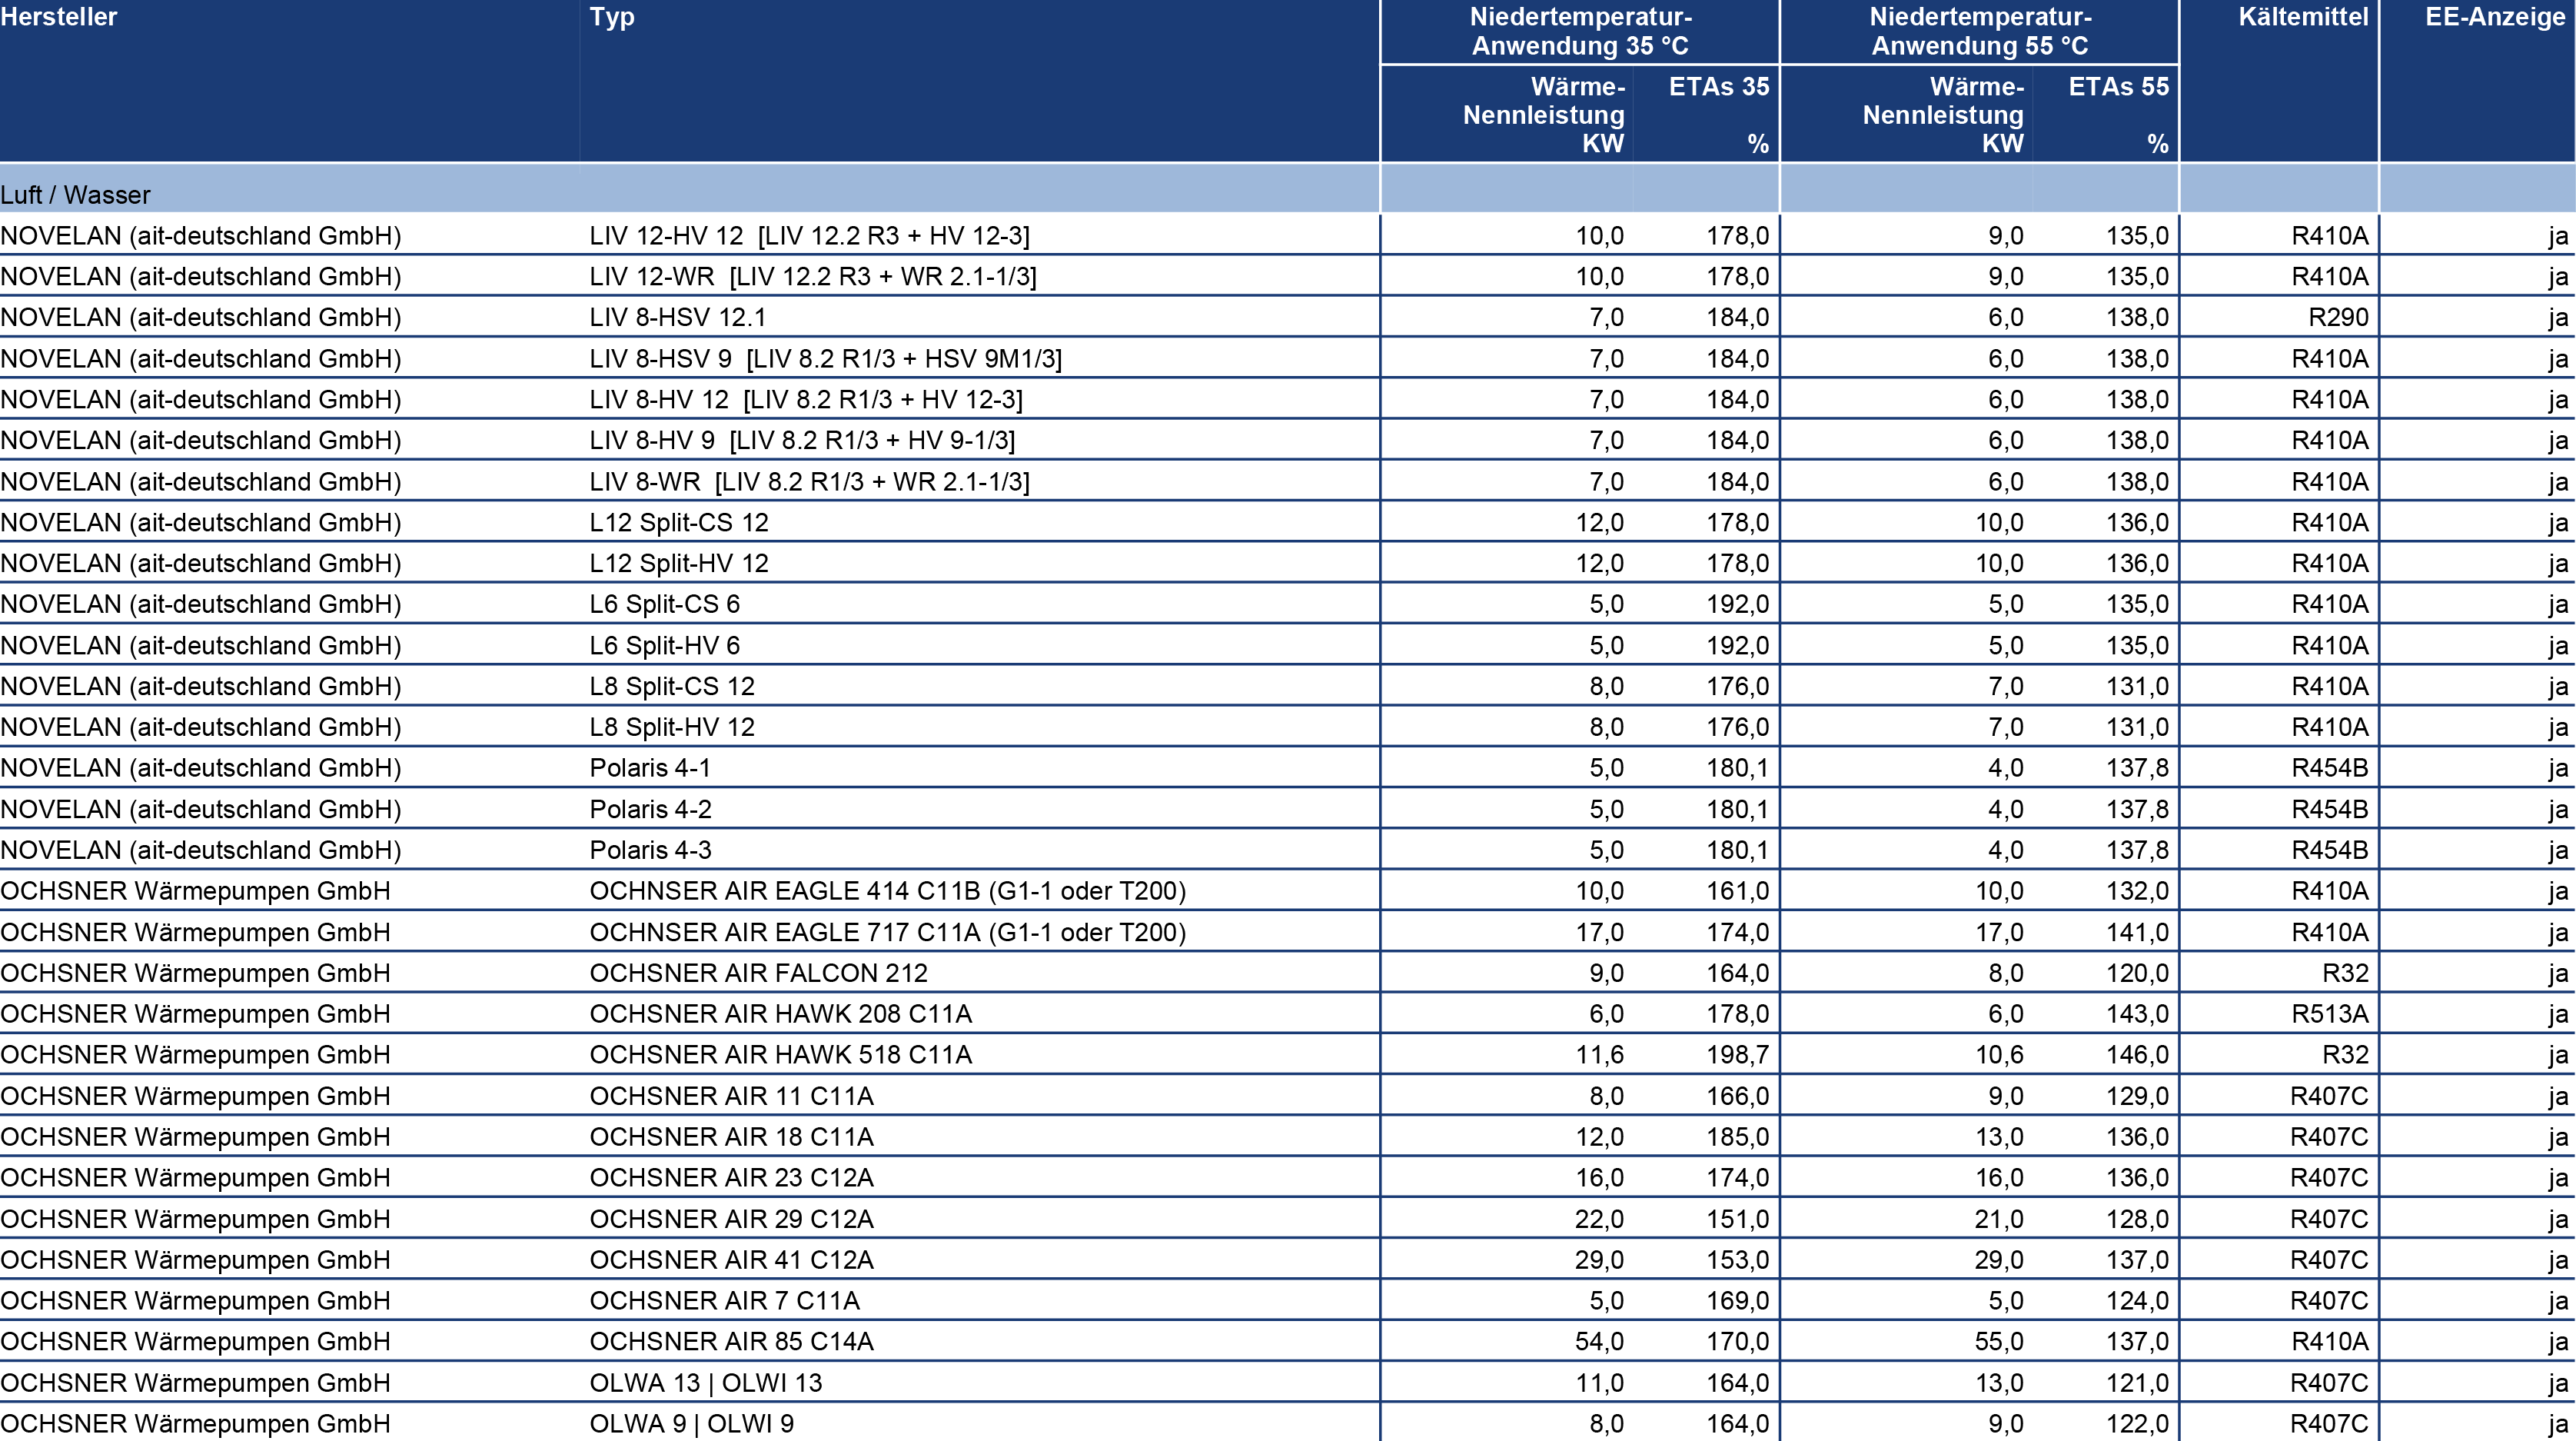 Hersteller Typ Niedertemperatur- Niedertemperatur- Kältemittel EE-Anzeige
Anwendung 35 °C Anwendung 55 °C
Wärme- ETAs 35 Wärme- ETAs 55
Nennleistung Nennleistung
KW % KW %
Luft / Wasser
NOVELAN (ait-deutschland GmbH) LIV 12-HV 12 [LIV 12.2 R3 + HV 12-3] 10,0 178,0 9,0 135,0 R410A ja
NOVELAN (ait-deutschland GmbH) LIV 12-WR [LIV 12.2 R3 + WR 2.1-1/3] 10,0 178,0 9,0 135,0 R410A ja
NOVELAN (ait-deutschland GmbH) LIV 8-HSV 12.1 7,0 184,0 6,0 138,0 R290 ja
NOVELAN (ait-deutschland GmbH) LIV 8-HSV 9 [LIV 8.2 R1/3 + HSV 9M1/3] 7,0 184,0 6,0 138,0 R410A ja
NOVELAN (ait-deutschland GmbH) LIV 8-HV 12 [LIV 8.2 R1/3 + HV 12-3] 7,0 184,0 6,0 138,0 R410A ja
NOVELAN (ait-deutschland GmbH) LIV 8-HV 9 [LIV 8.2 R1/3 + HV 9-1/3] 7,0 184,0 6,0 138,0 R410A ja
NOVELAN (ait-deutschland GmbH) LIV 8-WR [LIV 8.2 R1/3 + WR 2.1-1/3] 7,0 184,0 6,0 138,0 R410A ja
NOVELAN (ait-deutschland GmbH) L12 Split-CS 12 12,0 178,0 10,0 136,0 R410A ja
NOVELAN (ait-deutschland GmbH) L12 Split-HV 12 12,0 178,0 10,0 136,0 R410A ja
NOVELAN (ait-deutschland GmbH) L6 Split-CS 6 5,0 192,0 5,0 135,0 R410A ja
NOVELAN (ait-deutschland GmbH) L6 Split-HV 6 5,0 192,0 5,0 135,0 R410A ja
NOVELAN (ait-deutschland GmbH) L8 Split-CS 12 8,0 176,0 7,0 131,0 R410A ja
NOVELAN (ait-deutschland GmbH) L8 Split-HV 12 8,0 176,0 7,0 131,0 R410A ja
NOVELAN (ait-deutschland GmbH) Polaris 4-1 5,0 180,1 4,0 137,8 R454B ja
NOVELAN (ait-deutschland GmbH) Polaris 4-2 5,0 180,1 4,0 137,8 R454B ja
NOVELAN (ait-deutschland GmbH) Polaris 4-3 5,0 180,1 4,0 137,8 R454B ja
OCHSNER Wärmepumpen GmbH OCHNSER AIR EAGLE 414 C11B (G1-1 oder T200) 10,0 161,0 10,0 132,0 R410A ja
OCHSNER Wärmepumpen GmbH OCHNSER AIR EAGLE 717 C11A (G1-1 oder T200) 17,0 174,0 17,0 141,0 R410A ja
OCHSNER Wärmepumpen GmbH OCHSNER AIR FALCON 212 9,0 164,0 8,0 120,0 R32 ja
OCHSNER Wärmepumpen GmbH OCHSNER AIR HAWK 208 C11A 6,0 178,0 6,0 143,0 R513A ja
OCHSNER Wärmepumpen GmbH OCHSNER AIR HAWK 518 C11A 11,6 198,7 10,6 146,0 R32 ja
OCHSNER Wärmepumpen GmbH OCHSNER AIR 11 C11A 8,0 166,0 9,0 129,0 R407C ja
OCHSNER Wärmepumpen GmbH OCHSNER AIR 18 C11A 12,0 185,0 13,0 136,0 R407C ja
OCHSNER Wärmepumpen GmbH OCHSNER AIR 23 C12A 16,0 174,0 16,0 136,0 R407C ja
OCHSNER Wärmepumpen GmbH OCHSNER AIR 29 C12A 22,0 151,0 21,0 128,0 R407C ja
OCHSNER Wärmepumpen GmbH OCHSNER AIR 41 C12A 29,0 153,0 29,0 137,0 R407C ja
OCHSNER Wärmepumpen GmbH OCHSNER AIR 7 C11A 5,0 169,0 5,0 124,0 R407C ja
OCHSNER Wärmepumpen GmbH OCHSNER AIR 85 C14A 54,0 170,0 55,0 137,0 R410A ja
OCHSNER Wärmepumpen GmbH OLWA 13 | OLWI 13 11,0 164,0 13,0 121,0 R407C ja
OCHSNER Wärmepumpen GmbH OLWA 9 | OLWI 9 8,0 164,0 9,0 122,0 R407C ja